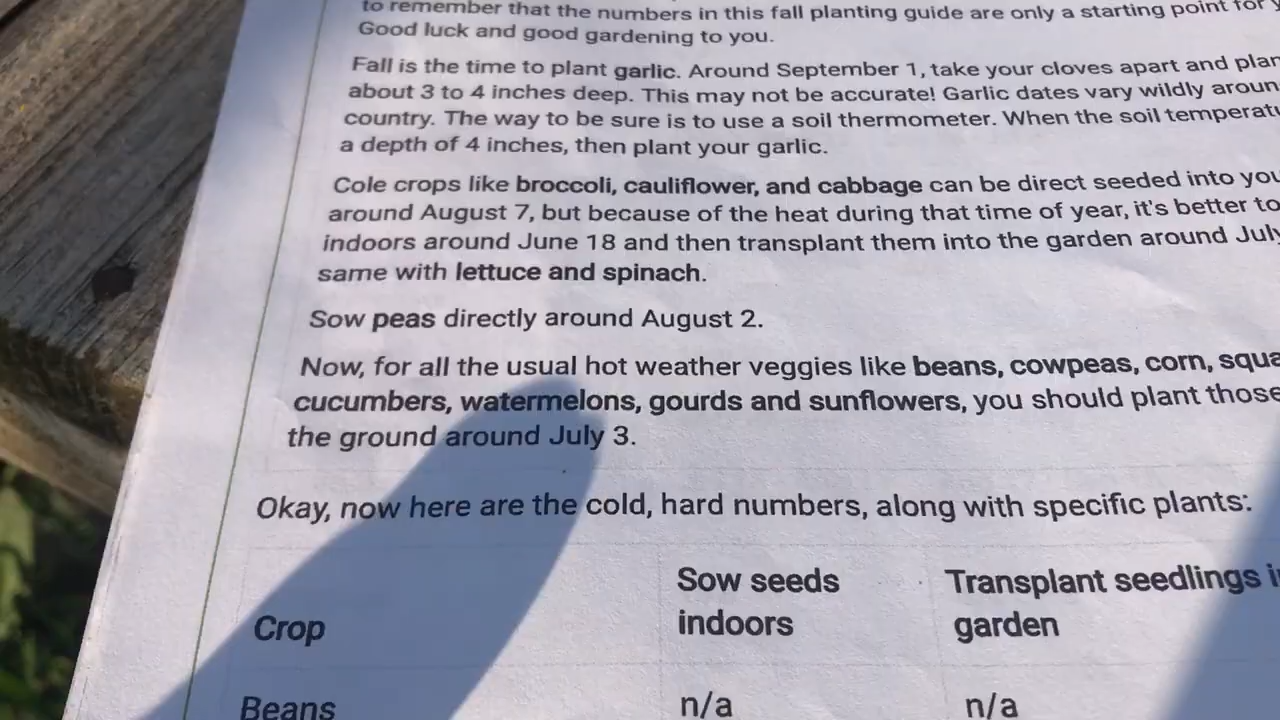 to remember that the numbers in this fall planting guide are only a starting point for
Good luck and good gardening to you.
Fall is the time to plant garlic. Around September 1, take your cloves apart and plan
about 3 to 4 inches deep. This may not be accurate! Garlic dates vary wildly aroun
country. The way to be sure is to use a soil thermometer. When the soil temperatu
a depth of 4 inches, then plant your garlic.
Cole crops like broccoli, cauliflower, and cabbage can be direct seeded into you
around August 7, but because of the heat during that time of year, it's better to
indoors around June 18 and then transplant them into the garden around July
same with lettuce and spinach.
Sow peas directly around August 2.
Now, for all the usual hot weather veggies like beans, cowpeas, corn, squa
cucumbers, watermelons, gourds and sunflowers, you should plant those
the ground around July 3.
Okay, now here are the cold, hard numbers, along with specific plants:
Crop Sow seeds indoors Transplant seedlings i garden
Beans n/a n/a